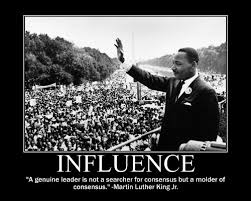 INFLUENCE
"A genuine leader is not a searcher for consensus but a molder of
consensus." -Martin Luther King Jr.